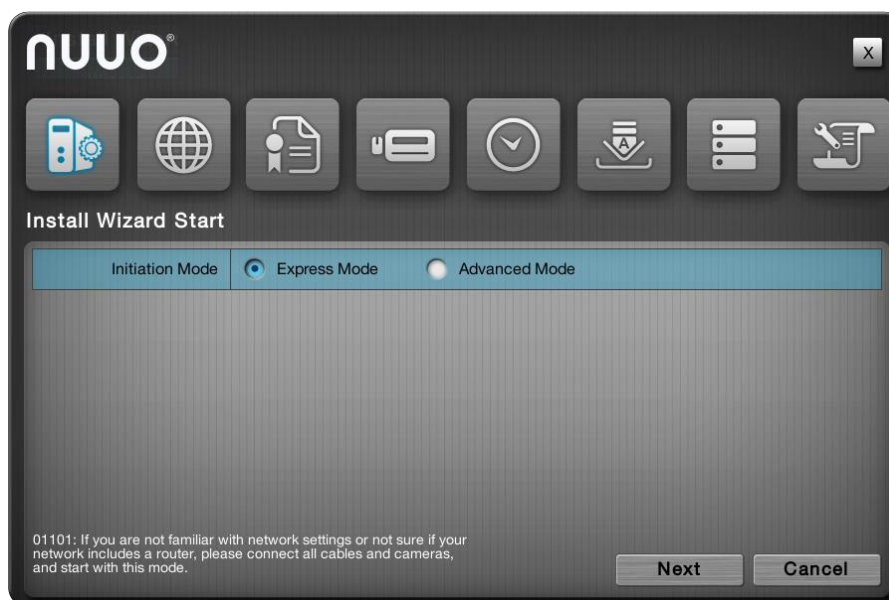 nuuo®
X
A
Install Wizard Start
Initiation Mode Express Mode Advanced Mode
01101: If you are not familiar with network settings or not sure if your
network includes a router, please connect all cables and cameras,
and start with this mode.
Next Cancel